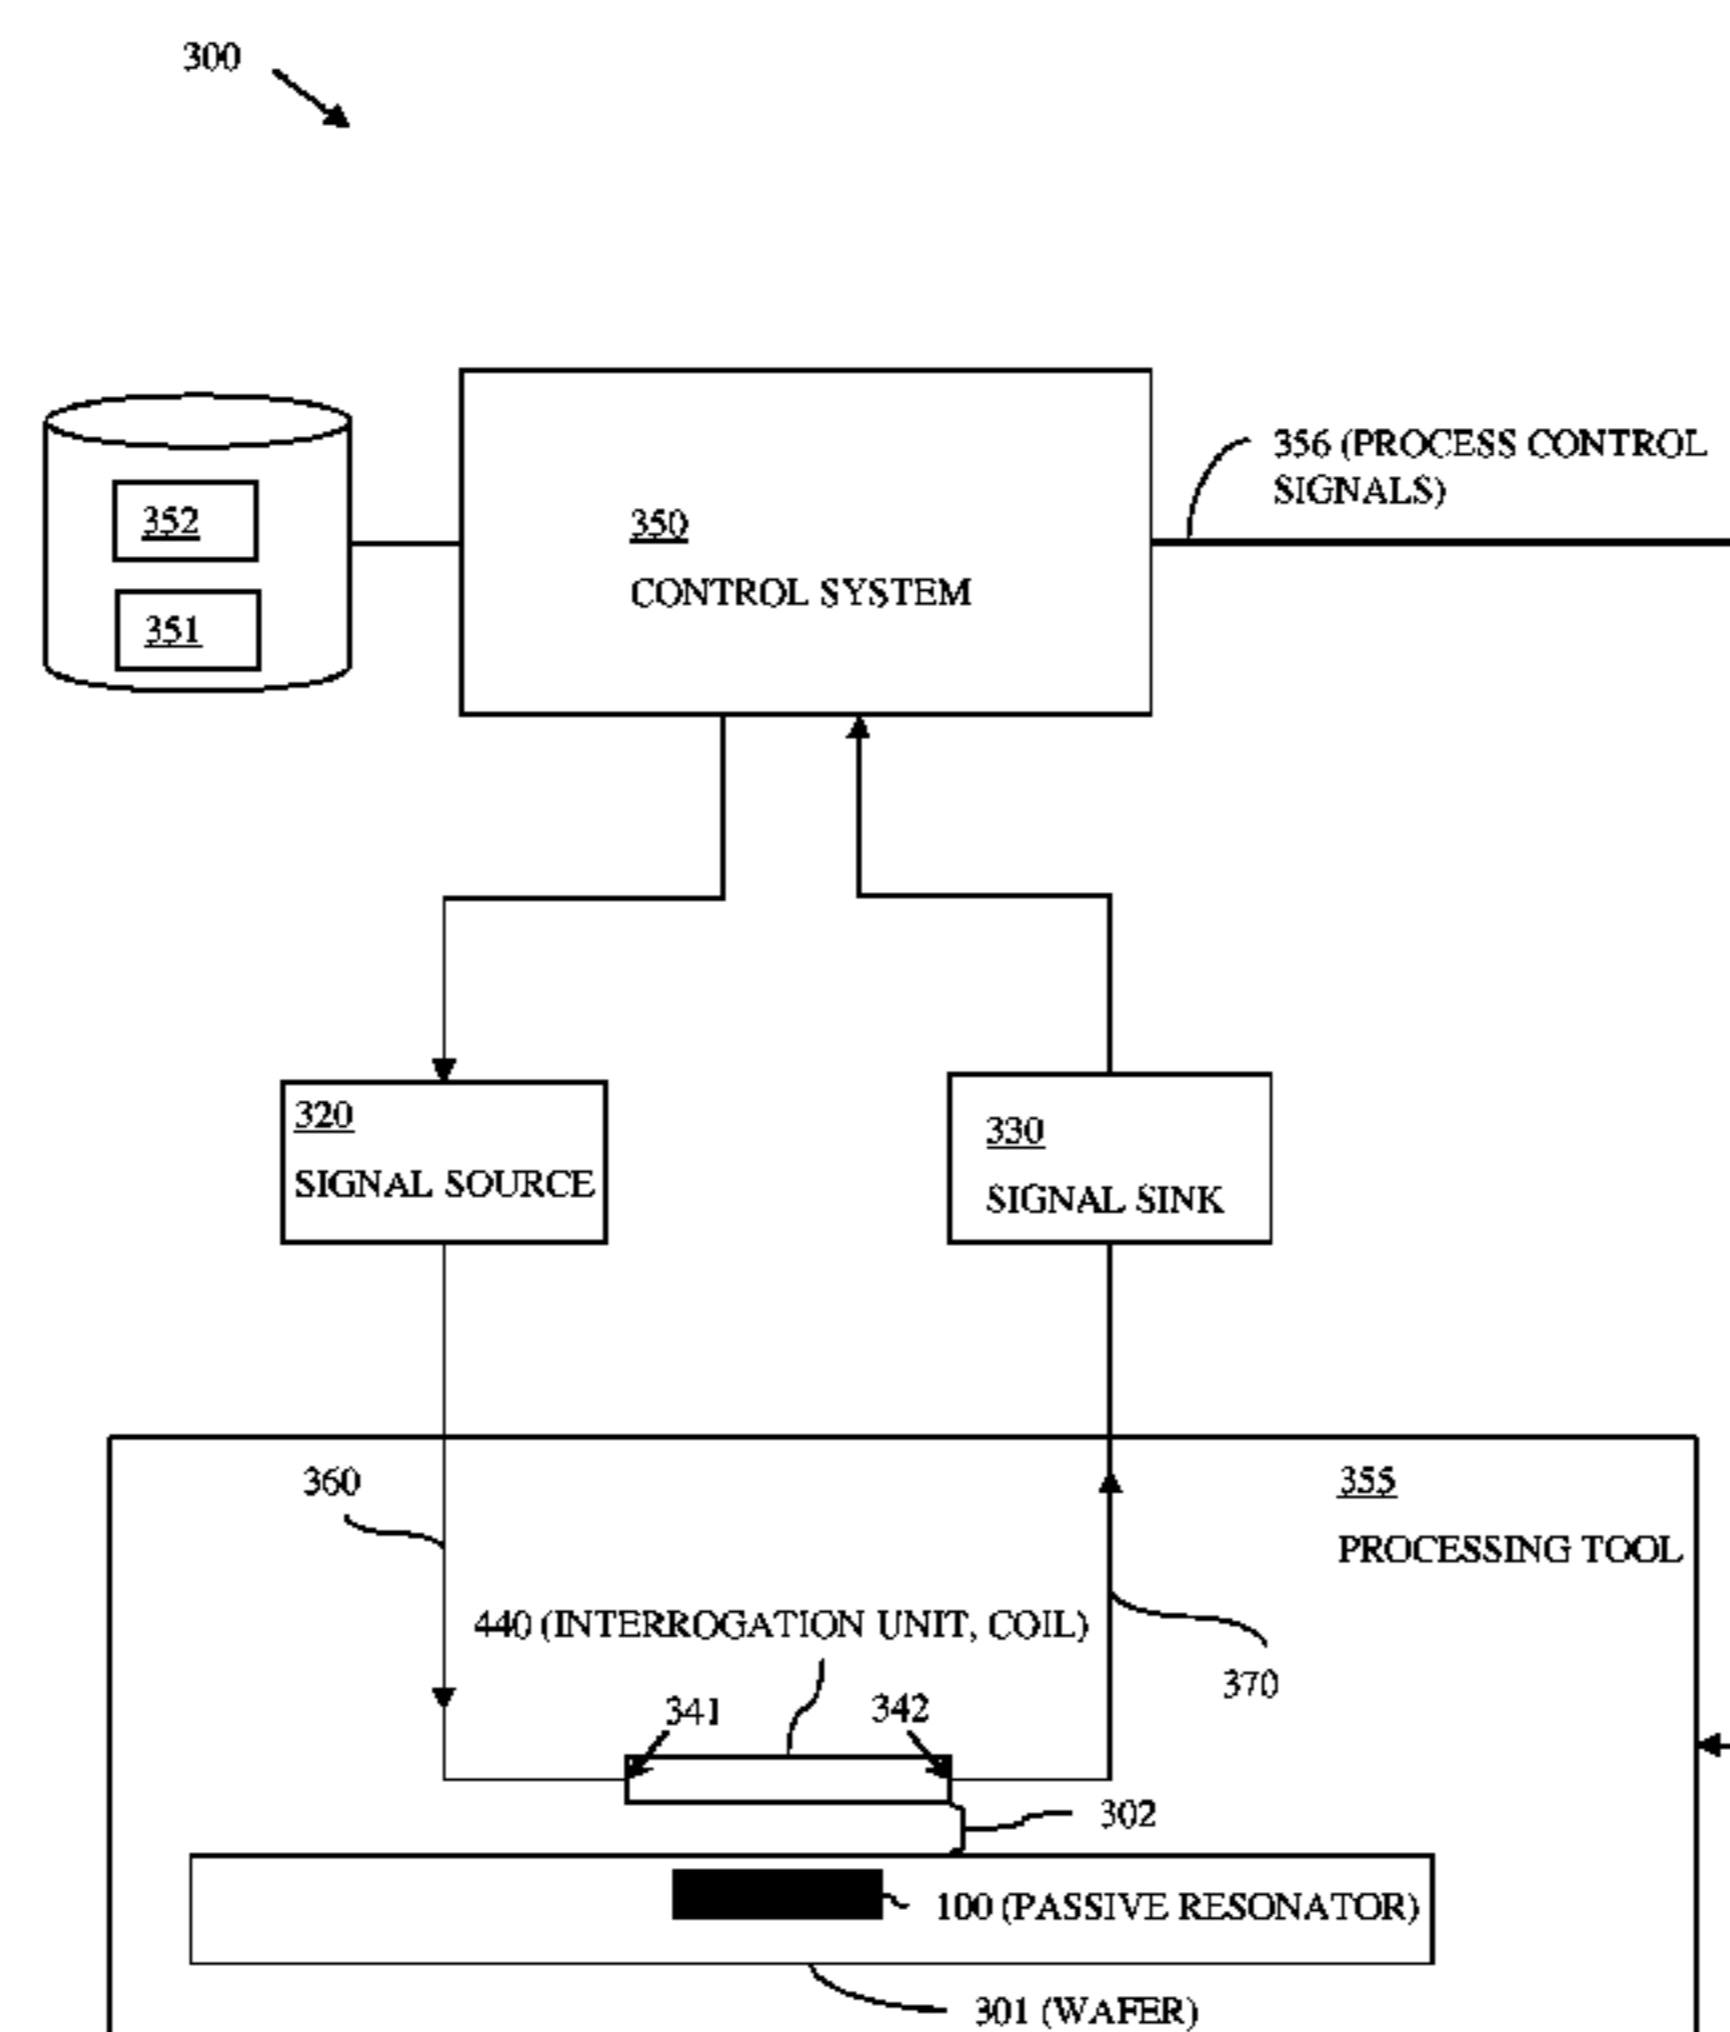 300
352
351
350
CONTROL SYSTEM
356 (PROCESS CONTROL
SIGNALS)
320
SIGNAL SOURCE
330
SIGNAL SINK
360
355
PROCESSING TOOL
440 (INTERROGATION UNIT, COIL)
370
341
342
302
100 (PASSIVE RESONATOR)
301 (WAFER)